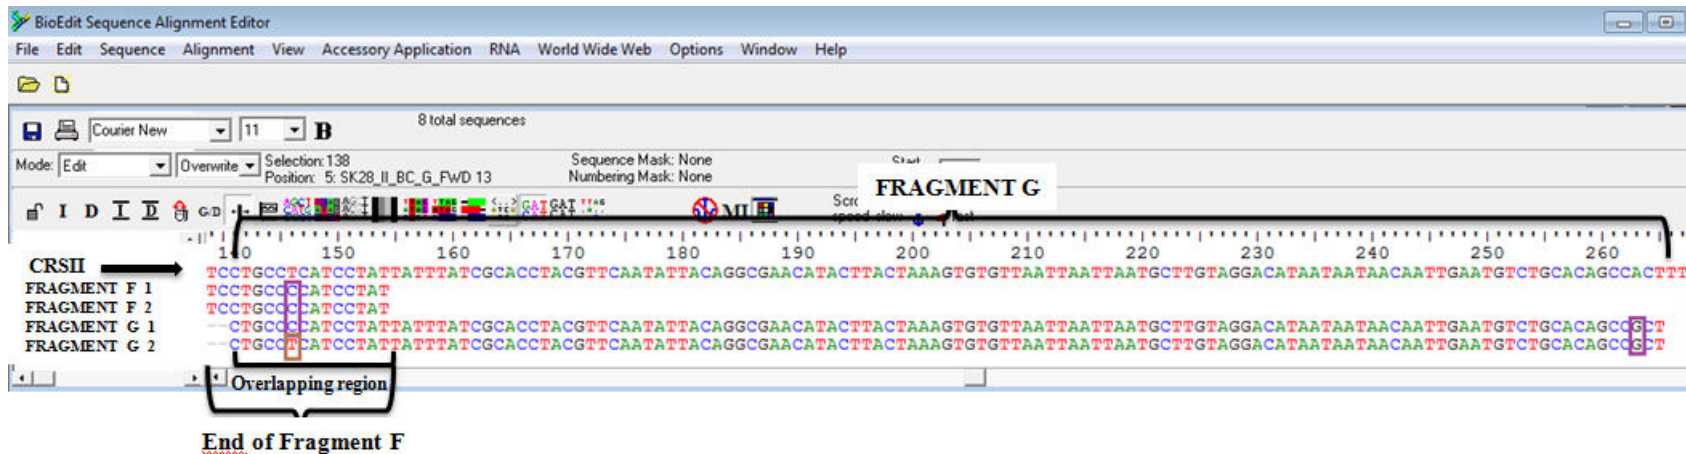 BioEdit Sequence Alignment Editor
File Edit Sequence Alignment View Accessory Application RNA World Wide Web Options Window Help
Courier New 11 B 8 total sequences
Mode: Edit Overwrite Selection: 138 Sequence Mask: None Start
Position: 5: SK28_II_BC_G_FWD 13 Numbering Mask: None
FRAGMENT G
I D I D G/D MI
140 150 160 170 180 190 200 210 220 230 240 250 260
CRSII TCCTGCCTCATCCTATTATTTATCGCACCTACGTTCAATATTACAGGCGAACATACTTACTAAAGTGTGTTAATTAATTAATGCTTGTAGGACATAATAATAACAATTGAATGTCTGCACAGCCACTTT
FRAGMENT F 1 TCCTGCCCCATCCTAT
FRAGMENT F 2 TCCTGCCCCATCCTAT
FRAGMENT G 1 --CTGCCCCATCCTATTATTTATCGCACCTACGTTCAATATTACAGGCGAACATACTTACTAAAGTGTGTTAATTAATTAATGCTTGTAGGACATAATAATAACAATTGAATGTCTGCACAGCCGCT
FRAGMENT G 2 --CTGCCTCATCCTATTATTTATCGCACCTACGTTCAATATTACAGGCGAACATACTTACTAAAGTGTGTTAATTAATTAATGCTTGTAGGACATAATAATAACAATTGAATGTCTGCACAGCCGCT
Overlapping region
End of Fragment F